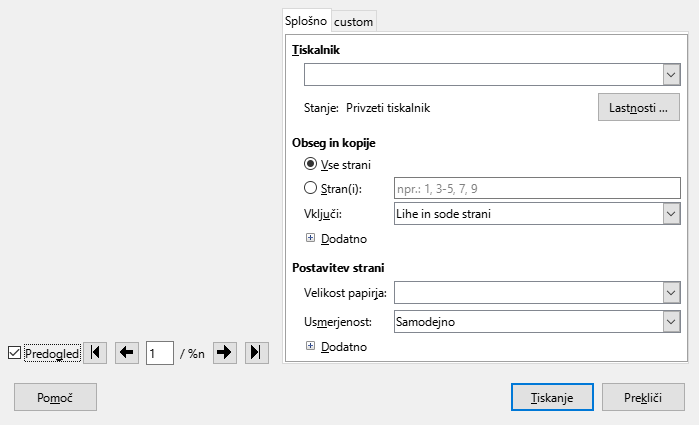 Splošno custom
Tiskalnik
Stanje: Privzeti tiskalnik Lastnosti ...
Obseg in kopije
Vse strani
Stran(i): npr.: 1, 3-5, 7, 9
Vključi: Lihe in sode strani
Dodatno
Postavitev strani
Velikost papirja:
Usmerjenost: Samodejno
Dodatno
Predogled 1 / %n
Pomoč Tiskanje Prekliči